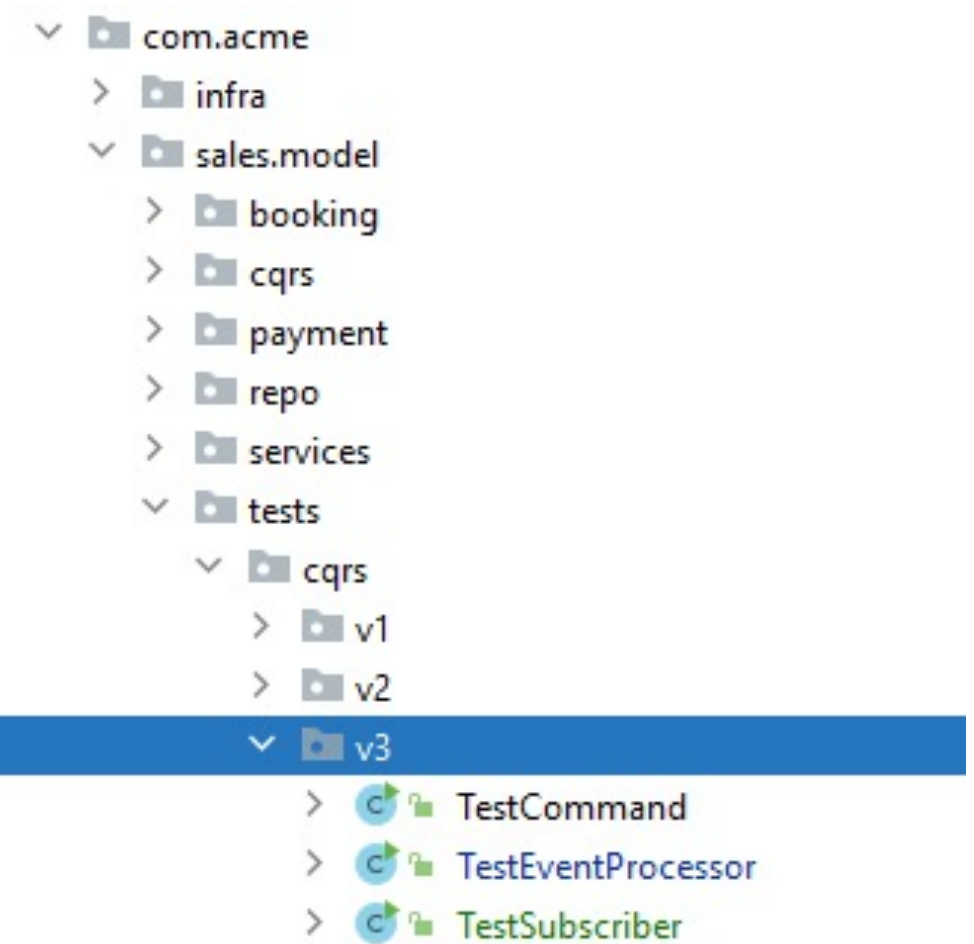 com.acme
infra
sales.model
booking
cqrs
payment
repo
services
tests
cqrs
v1
v2
v3
C TestCommand
C TestEventProcessor
C TestSubscriber